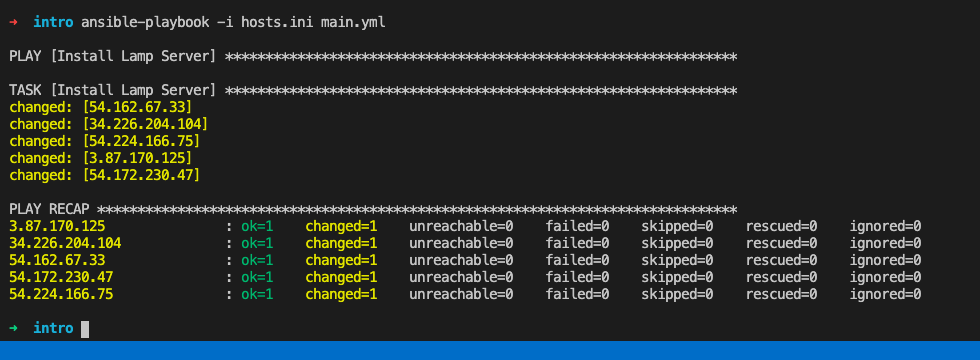 ➜  intro ansible-playbook -i hosts.ini main.yml
PLAY [Install Lamp Server] ****************************************************************
TASK [Install Lamp Server] ****************************************************************
changed: [54.162.67.33]
changed: [34.226.204.104]
changed: [54.224.166.75]
changed: [3.87.170.125]
changed: [54.172.230.47]
PLAY RECAP ********************************************************************************
3.87.170.125               : ok=1    changed=1    unreachable=0    failed=0    skipped=0    rescued=0    ignored=0
34.226.204.104             : ok=1    changed=1    unreachable=0    failed=0    skipped=0    rescued=0    ignored=0
54.162.67.33               : ok=1    changed=1    unreachable=0    failed=0    skipped=0    rescued=0    ignored=0
54.172.230.47              : ok=1    changed=1    unreachable=0    failed=0    skipped=0    rescued=0    ignored=0
54.224.166.75              : ok=1    changed=1    unreachable=0    failed=0    skipped=0    rescued=0    ignored=0
➜  intro